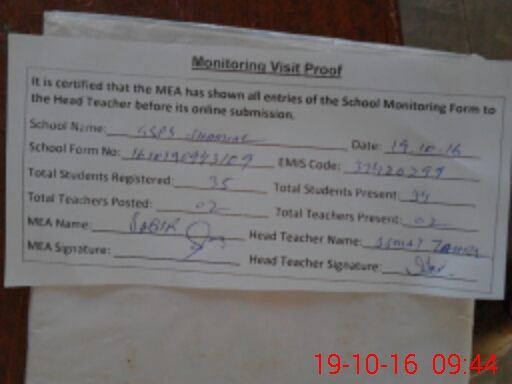 Monitoring Visit Proof
It is certified that the MEA has shown all entries of the School Monitoring Form to
the Head Teacher before its online submission.
School Name: Date: 19.10.16
School Form No: EMIS Code:
Total Students Registered: 35 Total Students Present:
Total Teachers Posted: 02 Total Teachers Present: 02
MEA Name: SABIR Head Teacher Name:
MEA Signature: Head Teacher Signature:
19-10-16 09:44